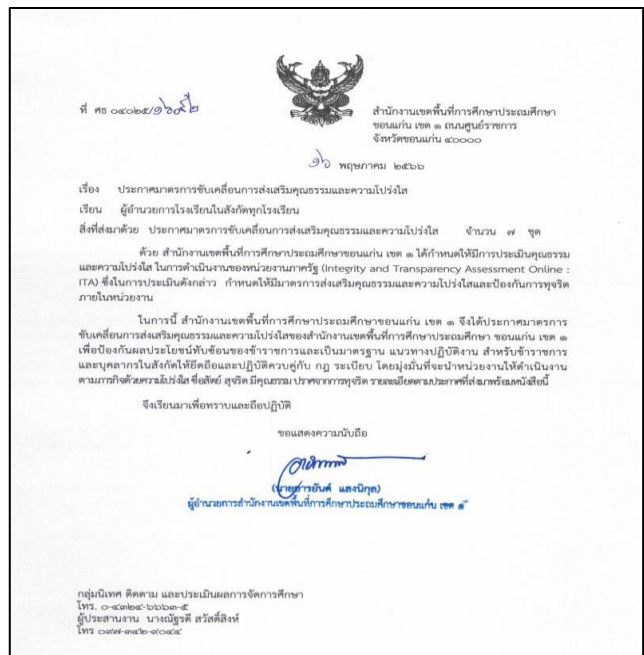 ที่ ศธ ๐๔๐๒๕/
สำนักงานเขตพื้นที่การศึกษาประถมศึกษา
ขอนแก่น เขต ๑ ถนนศูนย์ราชการ
จังหวัดขอนแก่น ๔๐๐๐๐
๑๖ พฤษภาคม ๒๕๖๖
เรื่อง ประกาศมาตรการขับเคลื่อนการส่งเสริมคุณธรรมและความโปร่งใส
เรียน ผู้อำนวยการโรงเรียนในสังกัดทุกโรงเรียน
สิ่งที่ส่งมาด้วย ประกาศมาตรการขับเคลื่อนการส่งเสริมคุณธรรมและความโปร่งใส จำนวน ๗ ชุด
ด้วย สำนักงานเขตพื้นที่การศึกษาประถมศึกษาขอนแก่น เขต ๑ ได้กำหนดให้มีการประเมินคุณธรรม
และความโปร่งใส ในการดำเนินงานของหน่วยงานภาครัฐ (Integrity and Transparency Assessment Online :
ITA) ซึ่งในการประเมินดังกล่าว กำหนดให้มีมาตรการส่งเสริมคุณธรรมและความโปร่งใสและป้องกันการทุจริต
ภายในหน่วยงาน
ในการนี้ สำนักงานเขตพื้นที่การศึกษาประถมศึกษาขอนแก่น เขต ๑ จึงได้ประกาศมาตรการ
ขับเคลื่อนการส่งเสริมคุณธรรมและความโปร่งใสของสำนักงานเขตพื้นที่การศึกษาประถมศึกษา ขอนแก่น เขต ๑
เพื่อป้องกันผลประโยชน์ทับซ้อนของข้าราชการและเป็นมาตรฐาน แนวทางปฏิบัติงาน สำหรับข้าราชการ
และบุคลากรในสังกัดให้ยึดถือและปฏิบัติควบคู่กับ กฎ ระเบียบ โดยมุ่งมั่นที่จะนำหน่วยงานให้ดำเนินงาน
ตามภารกิจด้วยความโปร่งใส ซื่อสัตย์ สุจริต มีคุณธรรม ปราศจากการทุจริต รายละเอียดตามประกาศที่ส่งมาพร้อมหนังสือนี้
จึงเรียนมาเพื่อทราบและถือปฏิบัติ
ขอแสดงความนับถือ
(นายอารยันต์ แสงนิกุล)
ผู้อำนวยการสำนักงานเขตพื้นที่การศึกษาประถมศึกษาขอนแก่น เขต ๑
กลุ่มนิเทศ ติดตาม และประเมินผลการจัดการศึกษา
โทร. ๐-๔๓๒๔-๖๖๖๓-๕
ผู้ประสานงาน นางณัฐรดี สวัสดิ์สิงห์
โทร ๐๙๗-๓๔๒-๙๐๔๔